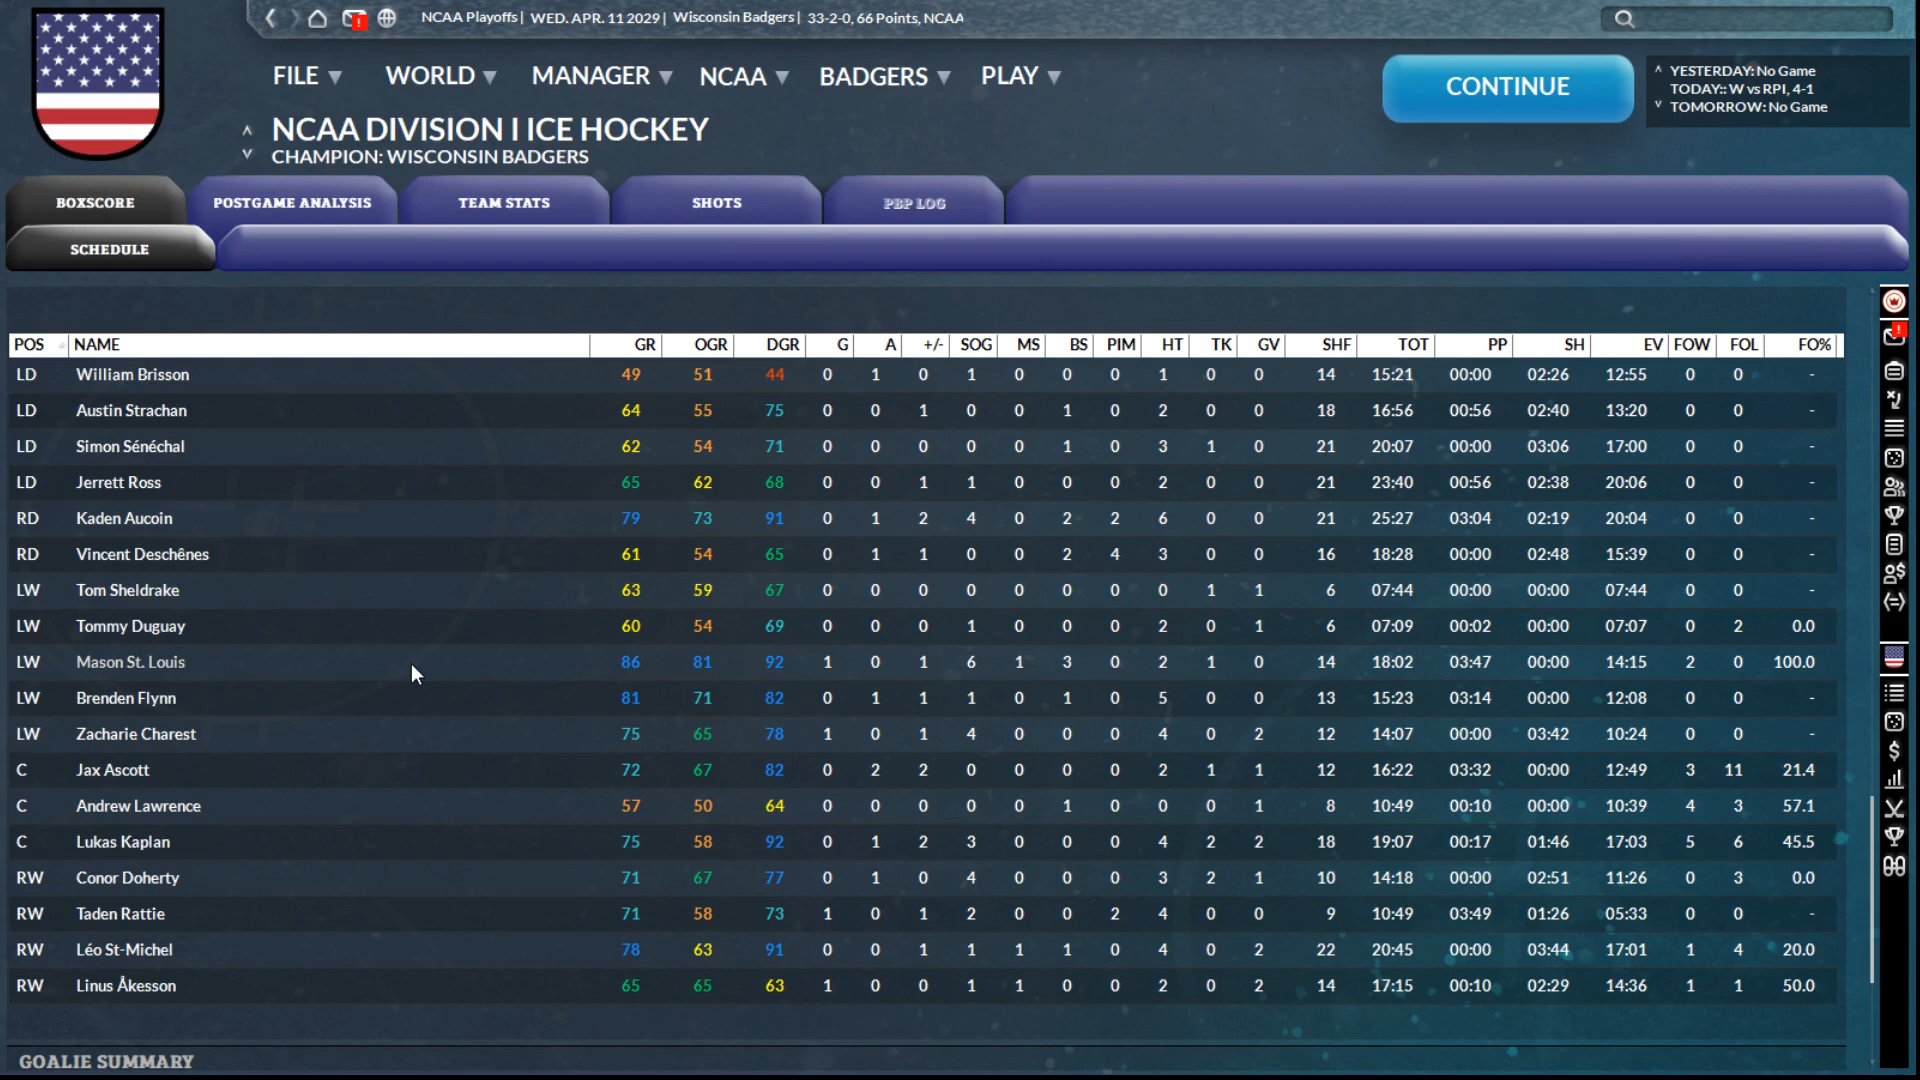 NCAA Playoffs | WED. APR. 11 2029 | Wisconsin Badgers | 33-2-0, 66 Points, NCAA
FILE WORLD MANAGER NCAA BADGERS PLAY
CONTINUE
YESTERDAY: No Game
TODAY:: W vs RPI, 4-1
TOMORROW: No Game
NCAA DIVISION I ICE HOCKEY
CHAMPION: WISCONSIN BADGERS
BOXSCORE POSTGAME ANALYSIS TEAM STATS SHOTS PBP LOG
SCHEDULE
POS NAME GR OGR DGR G A +/- SOG MS BS PIM HT TK GV SHF TOT PP SH EV FOW FOL FO%
LD William Brisson 49 51 44 0 1 0 1 0 0 0 1 0 0 14 15:21 00:00 02:26 12:55 0 0 -
LD Austin Strachan 64 55 75 0 0 1 0 0 1 0 2 0 0 18 16:56 00:56 02:40 13:20 0 0 -
LD Simon Sénéchal 62 54 71 0 0 0 0 0 1 0 3 1 0 21 20:07 00:00 03:06 17:00 0 0 -
LD Jerrett Ross 65 62 68 0 0 1 1 0 0 0 2 0 0 21 23:40 00:56 02:38 20:06 0 0 -
RD Kaden Aucoin 79 73 91 0 1 2 4 0 2 2 6 0 0 21 25:27 03:04 02:19 20:04 0 0 -
RD Vincent Deschênes 61 54 65 0 1 1 0 0 2 4 3 0 0 16 18:28 00:00 02:48 15:39 0 0 -
LW Tom Sheldrake 63 59 67 0 0 0 0 0 0 0 0 1 1 6 07:44 00:00 00:00 07:44 0 0 -
LW Tommy Duguay 60 54 69 0 0 0 1 0 0 0 2 0 1 6 07:09 00:02 00:00 07:07 0 2 0.0
LW Mason St. Louis 86 81 92 1 0 1 6 1 3 0 2 1 0 14 18:02 03:47 00:00 14:15 2 0 100.0
LW Brenden Flynn 81 71 82 0 1 1 1 0 1 0 5 0 0 13 15:23 03:14 00:00 12:08 0 0 -
LW Zacharie Charest 75 65 78 1 0 1 4 0 0 0 4 0 2 12 14:07 00:00 03:42 10:24 0 0 -
C Jax Ascott 72 67 82 0 2 2 0 0 0 0 2 1 1 12 16:22 03:32 00:00 12:49 3 11 21.4
C Andrew Lawrence 57 50 64 0 0 0 0 0 1 0 0 0 1 8 10:49 00:10 00:00 10:39 4 3 57.1
C Lukas Kaplan 75 58 92 0 1 2 3 0 0 0 4 2 2 18 19:07 00:17 01:46 17:03 5 6 45.5
RW Conor Doherty 71 67 77 0 1 0 4 0 0 0 3 2 1 10 14:18 00:00 02:51 11:26 0 3 0.0
RW Taden Rattie 71 58 73 1 0 1 2 0 0 2 4 0 0 9 10:49 03:49 01:26 05:33 0 0 -
RW Léo St-Michel 78 63 91 0 0 1 1 1 1 0 4 0 2 22 20:45 00:00 03:44 17:01 1 4 20.0
RW Linus Åkesson 65 65 63 1 0 0 1 1 0 0 2 0 2 14 17:15 00:10 02:29 14:36 1 1 50.0
GOALIE SUMMARY